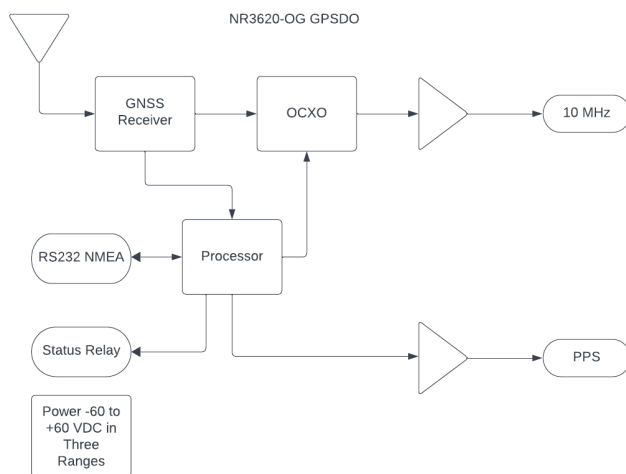 NR3620-OG GPSDO
GNSS
Receiver
OCXO
10 MHz
RS232 NMEA
Processor
Status Relay
PPS
Power -60 to
+60 VDC in
Three
Ranges